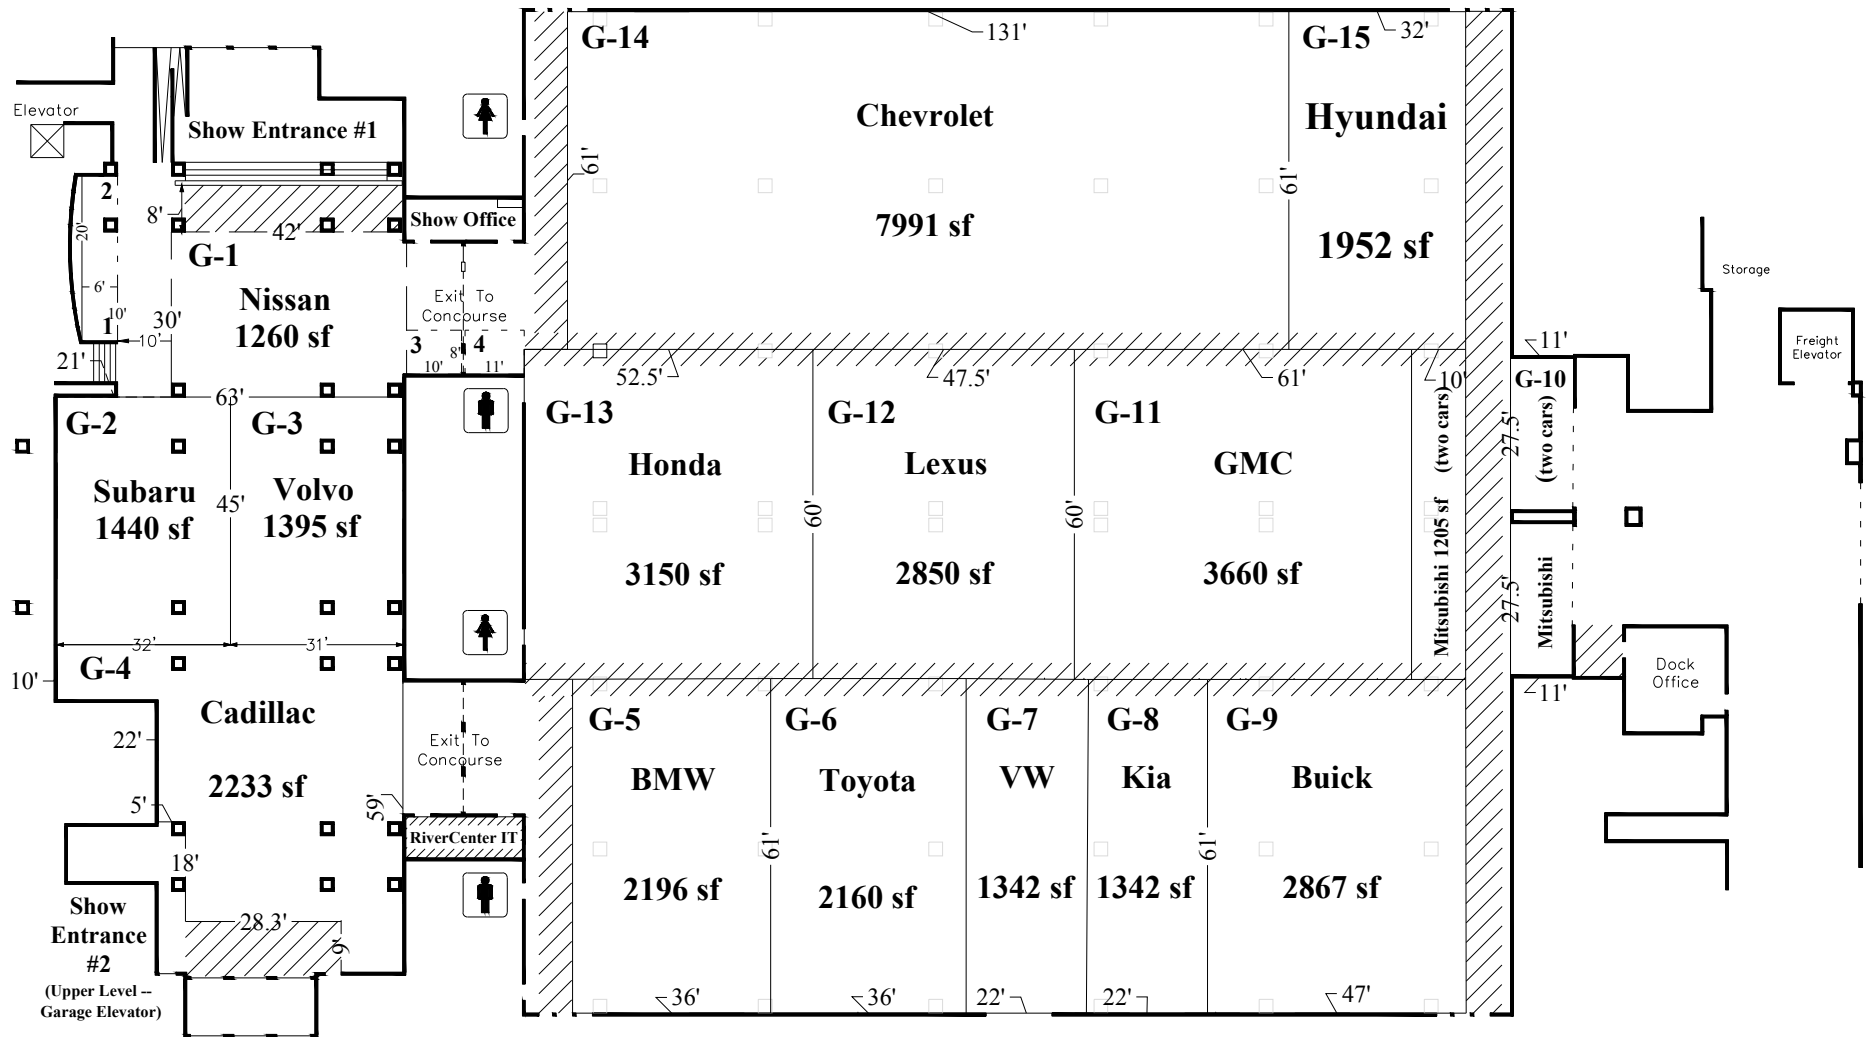 G-14
131'
G-15
32'
Elevator
Show Entrance #1
Chevrolet
Hyundai
61'
61'
2
8'
20'
42'
Show Office
7991 sf
1952 sf
G-1
Nissan
1260 sf
6'
10'
1
30'
10'
21'
Exit To
Concourse
3
8'
4
10'
11'
Storage
Freight
Elevator
11'
52.5'
47.5'
61'
10'
63'
G-2
G-3
G-13
G-12
G-11
G-10
(two cars)
(two cars)
27.5'
Honda
Lexus
GMC
Subaru
1440 sf
Volvo
1395 sf
45'
60'
60'
3150 sf
2850 sf
3660 sf
Mitsubishi 1205 sf
27.5'
Mitsubishi
32'
31'
G-4
10'
Dock
Office
11'
Cadillac
2233 sf
22'
5'
59'
18'
Exit To
Concourse
RiverCenter IT
G-5
G-6
G-7
G-8
G-9
BMW
Toyota
VW
Kia
Buick
61'
61'
2196 sf
2160 sf
1342 sf
1342 sf
2867 sf
28.3'
9'
Show
Entrance
#2
(Upper Level --
Garage Elevator)
36'
36'
22'
22'
47'